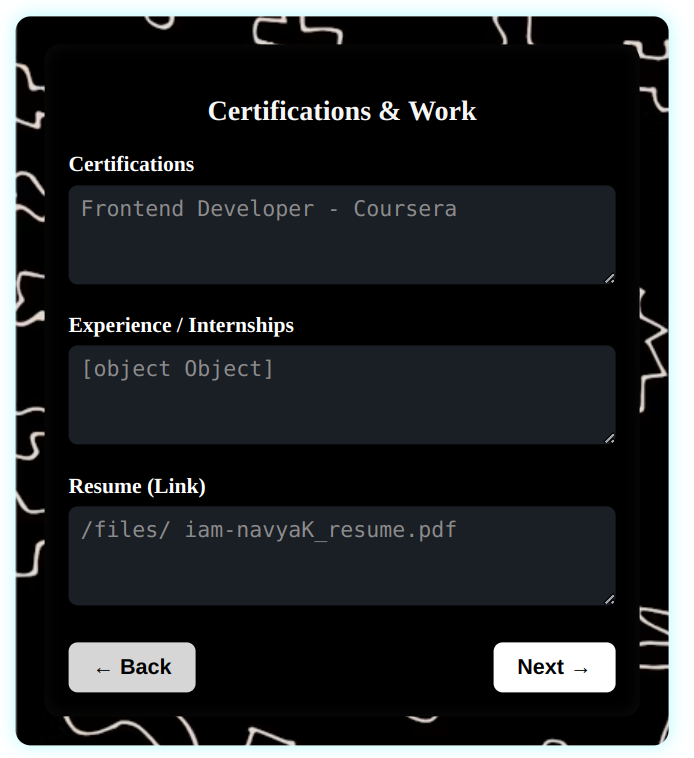 Certifications & Work
Certifications
Frontend Developer - Coursera
Experience / Internships
[object Object]
Resume (Link)
/files/ iam-navyaK_resume.pdf
← Back
Next →